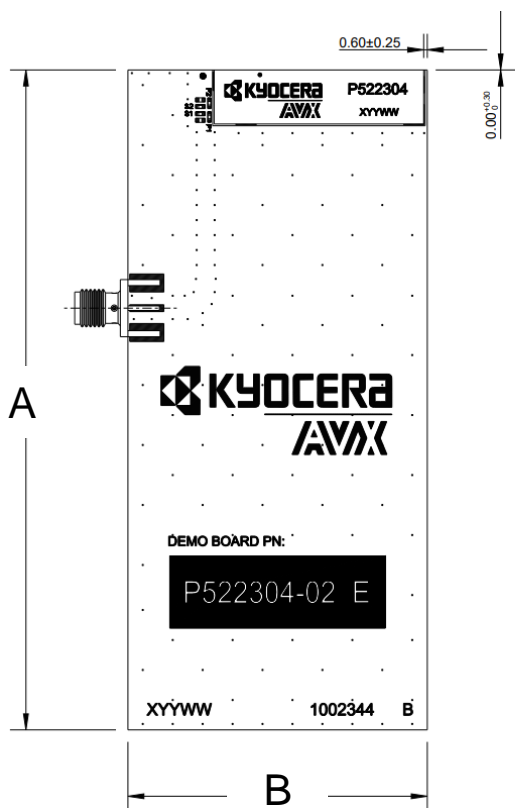 0.60±0.25
0.00 +0.30 0
KYOCERA P522304
AVX XYYWW
A
KYOCERA
AVX
DEMO BOARD PN:
P522304-02 E
XYYWW 1002344 B
B